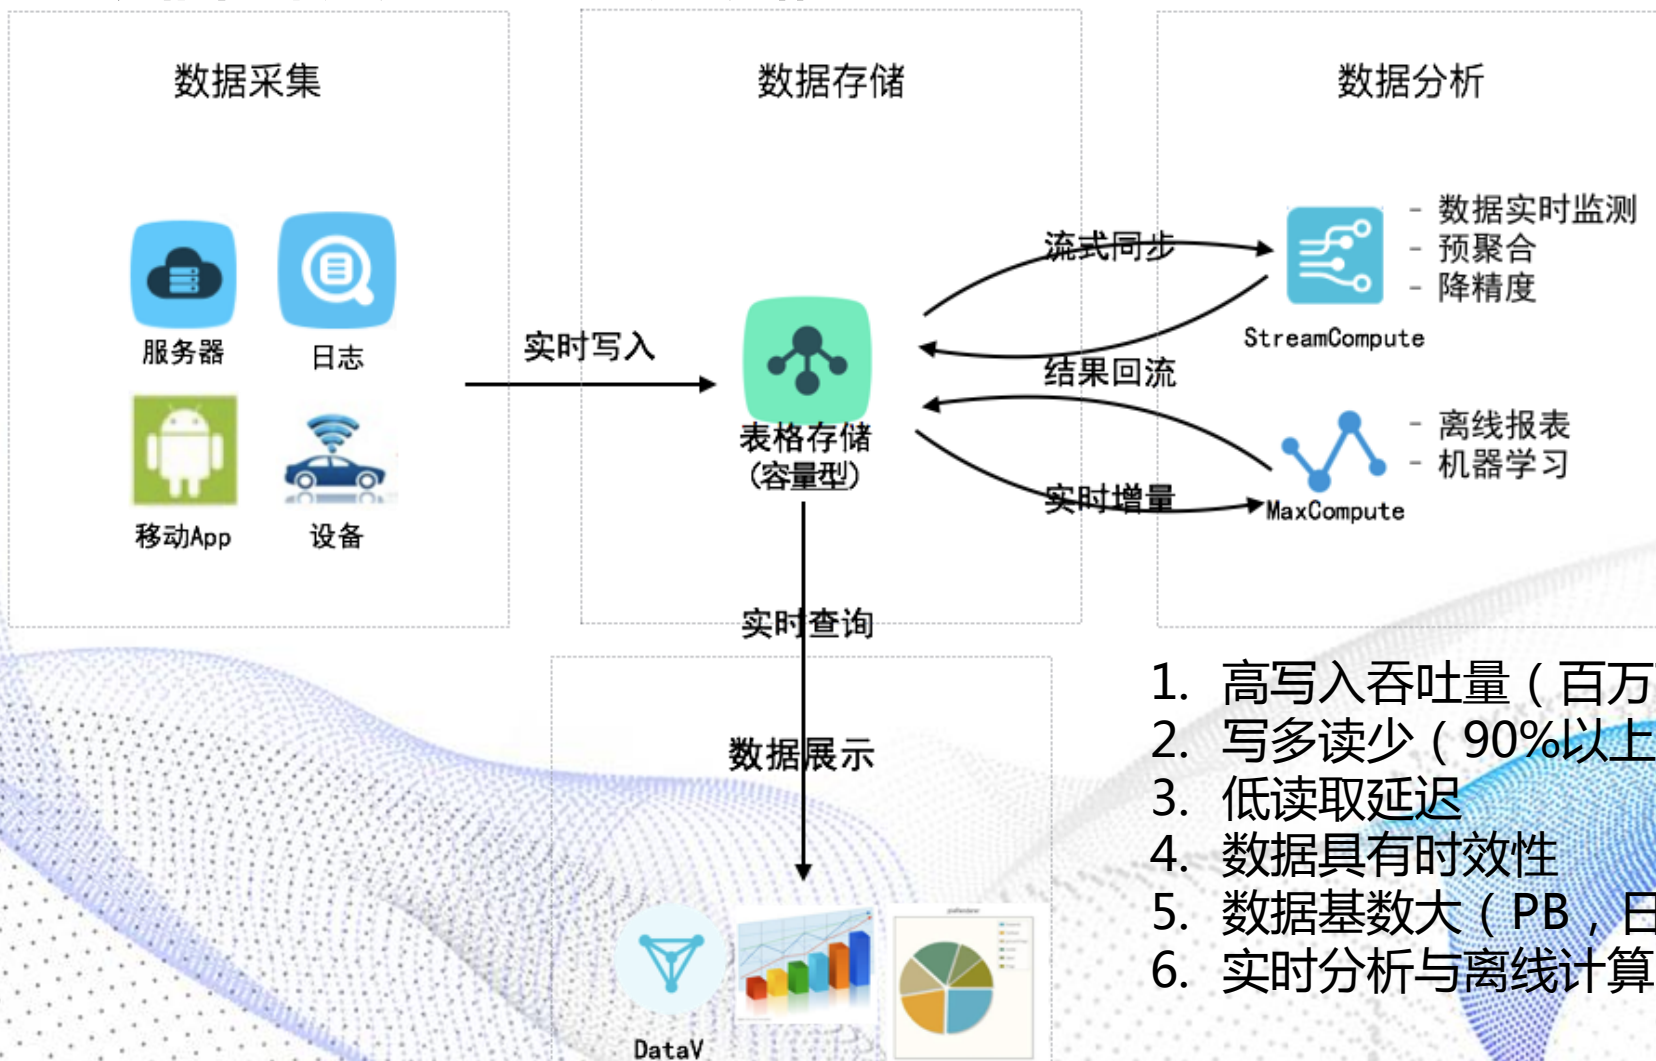 数据采集
数据存储
数据分析
服务器
日志
移动App
设备
实时写入
表格存储
(容量型)
流式同步
结果回流
实时增量
- 数据实时监测
- 预聚合
- 降精度
StreamCompute
- 离线报表
- 机器学习
MaxCompute
实时查询
数据展示
DataV
1. 高写入吞吐量（百万
2. 写多读少（90%以上
3. 低读取延迟
4. 数据具有时效性
5. 数据基数大（PB，日
6. 实时分析与离线计算